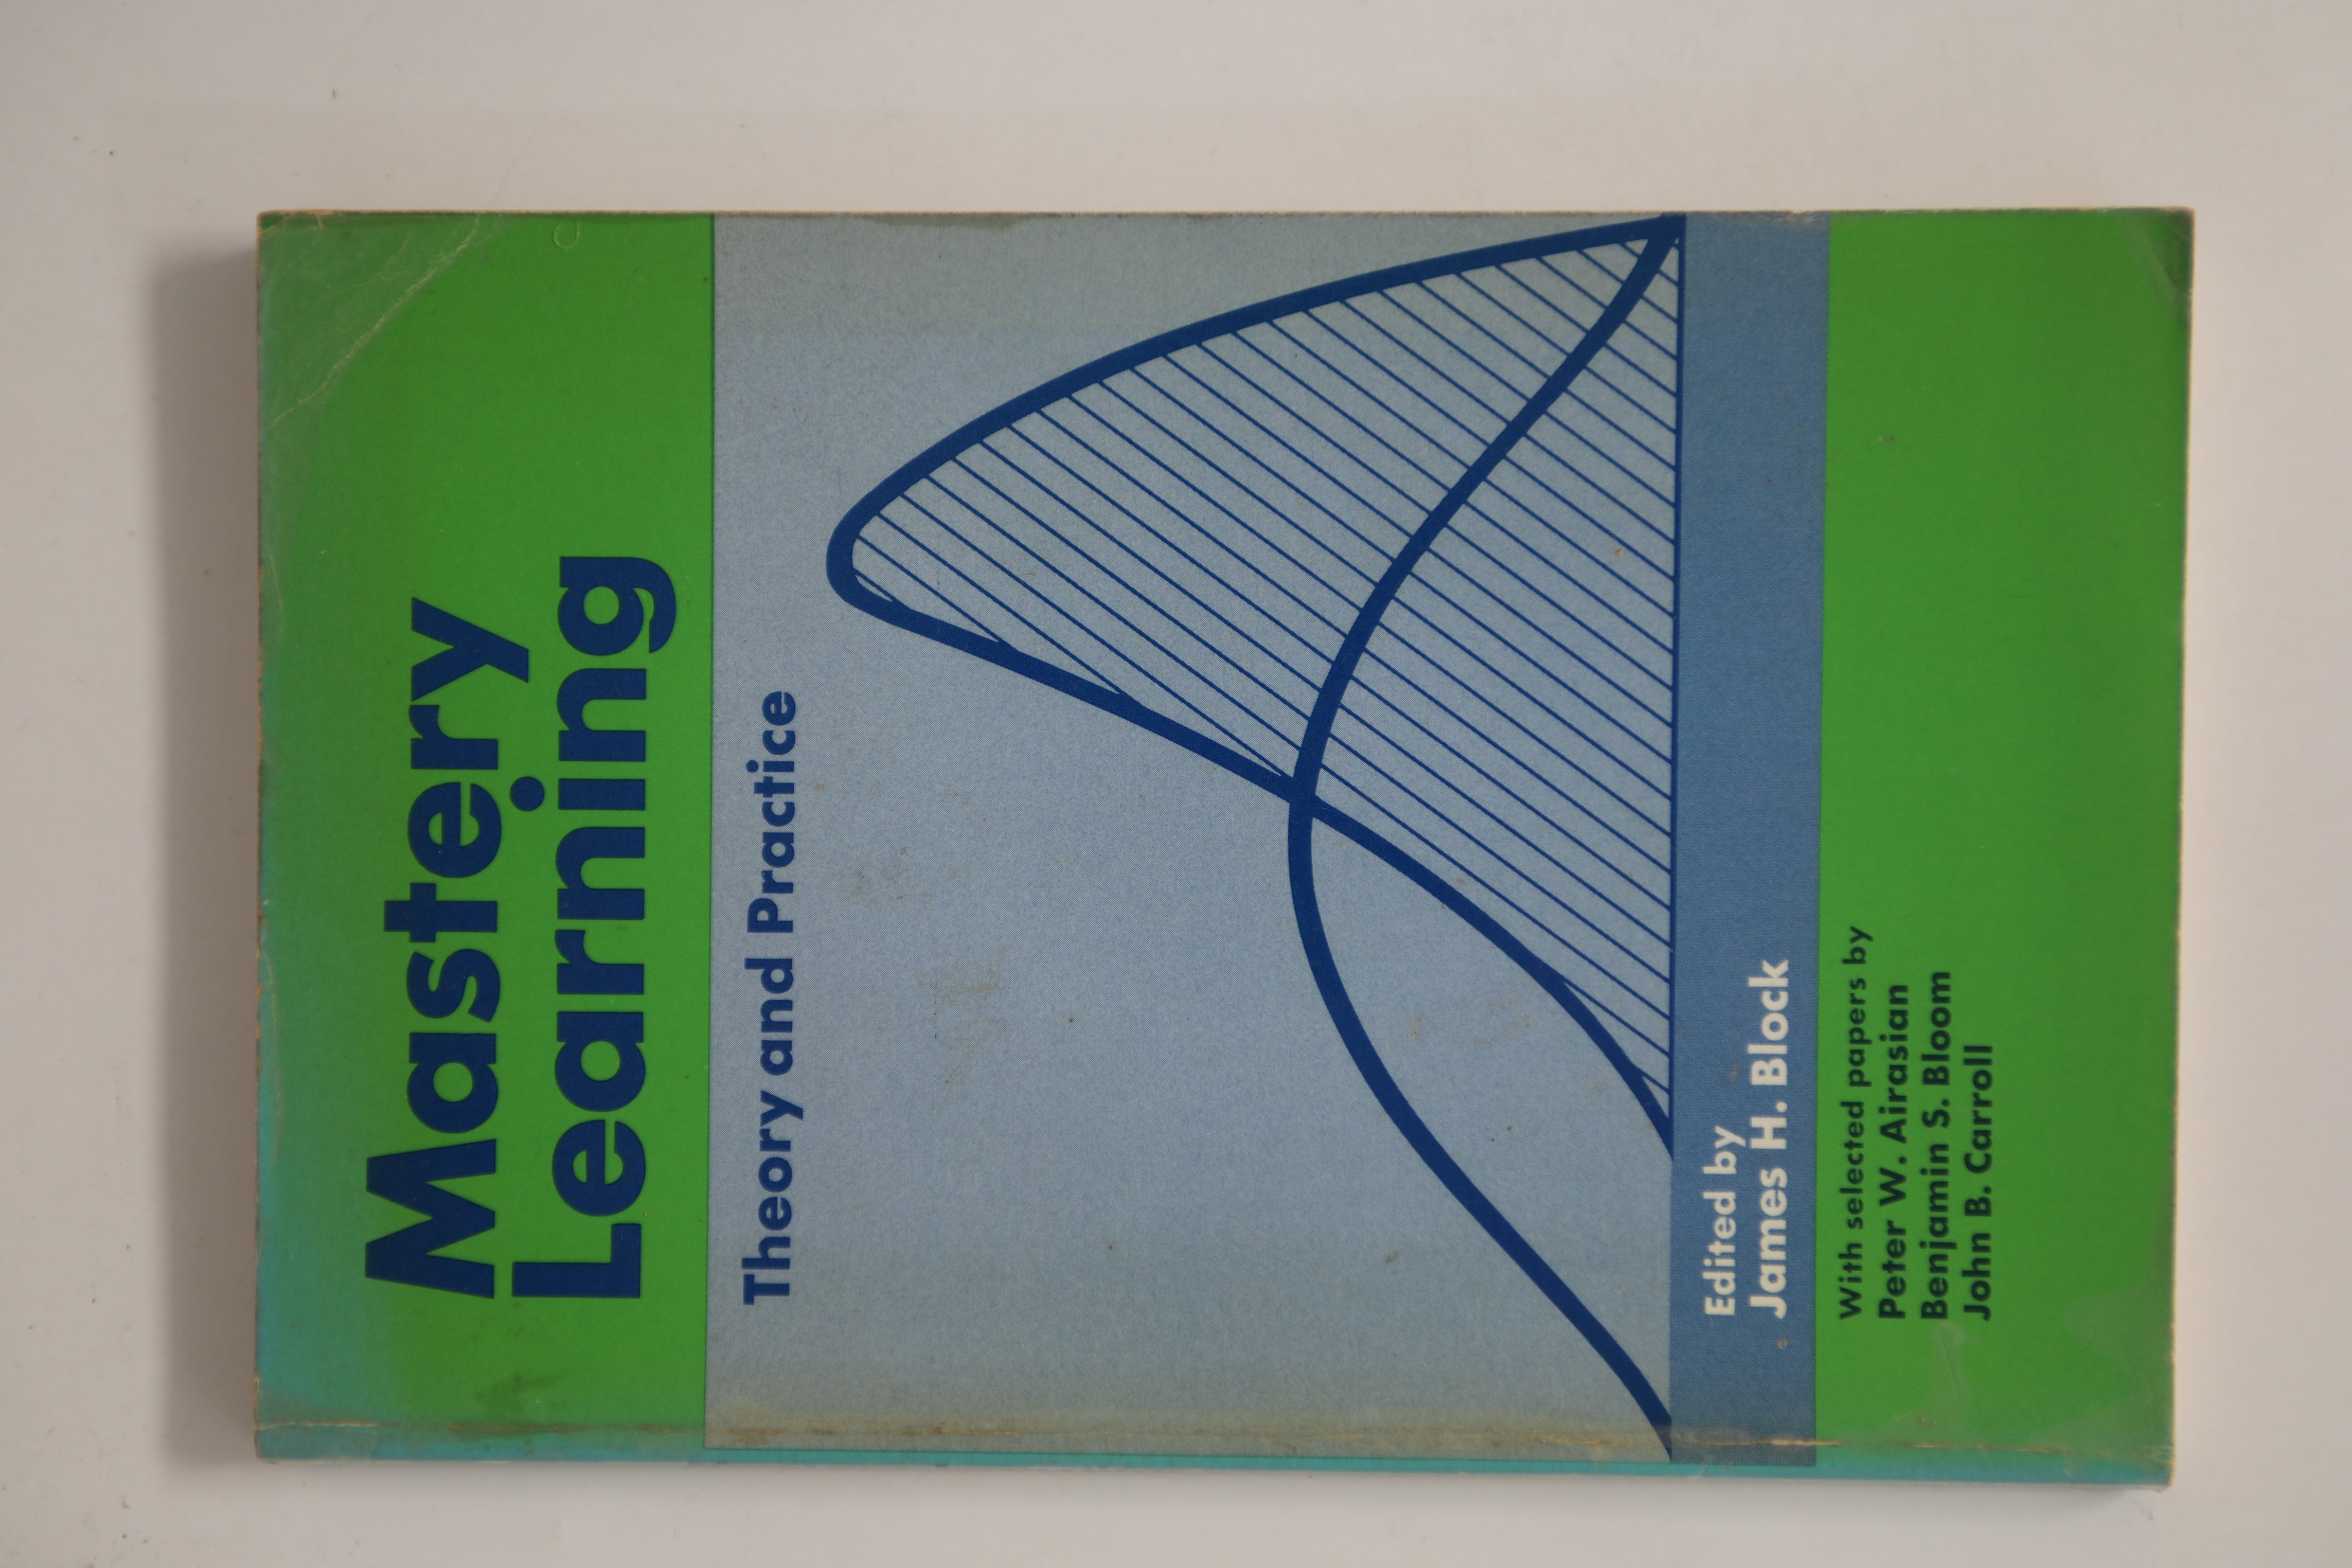 Mastery
Learning
Theory and Practice
Edited by
James H. Block
With selected papers by
Peter W. Airasian
Benjamin S. Bloom
John B. Carroll